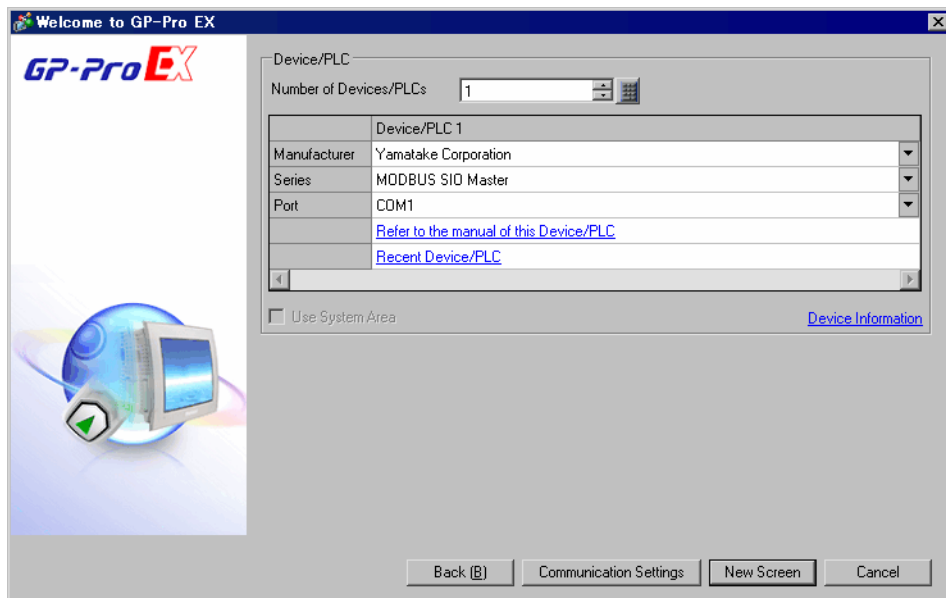 Welcome to GP-Pro EX
GP-Pro EX
Device/PLC
Number of Devices/PLCs 1
Device/PLC 1
Manufacturer Yamatake Corporation
Series MODBUS SIO Master
Port COM1
Refer to the manual of this Device/PLC
Recent Device/PLC
Use System Area Device Information
Back (B) Communication Settings New Screen Cancel